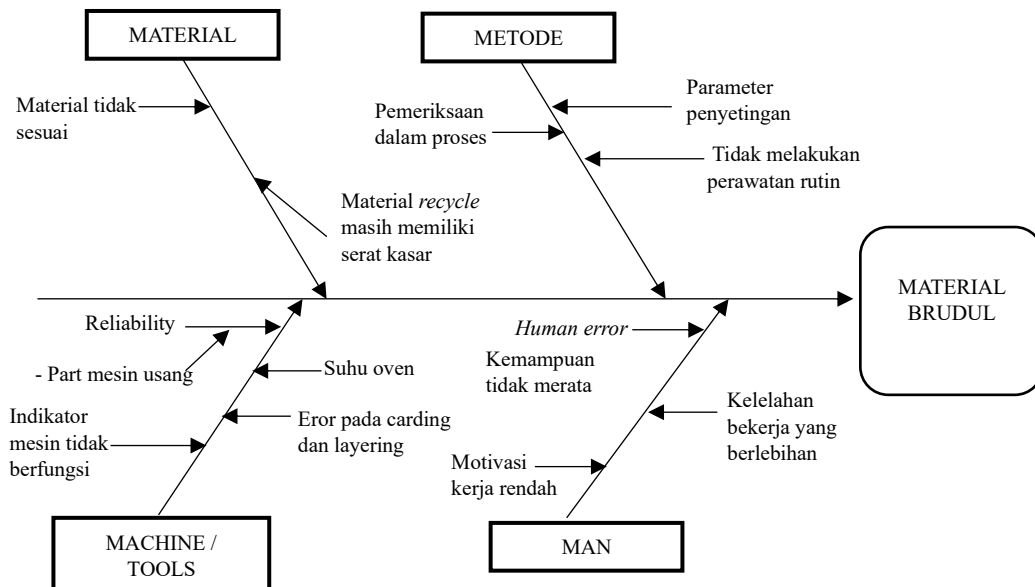 MATERIAL
METODE
Material tidak
sesuai
Pemeriksaan
dalam proses
Parameter
penyetingan
Tidak melakukan
perawatan rutin
Material recycle
masih memiliki
serat kasar
MATERIAL
BRUDUL
Reliability
- Part mesin usang
Suhu oven
Indikator
mesin tidak
berfungsi
Eror pada carding
dan layering
Human error
Kemampuan
tidak merata
Kelelahan
bekerja yang
berlebihan
Motivasi
kerja rendah
MACHINE /
TOOLS
MAN